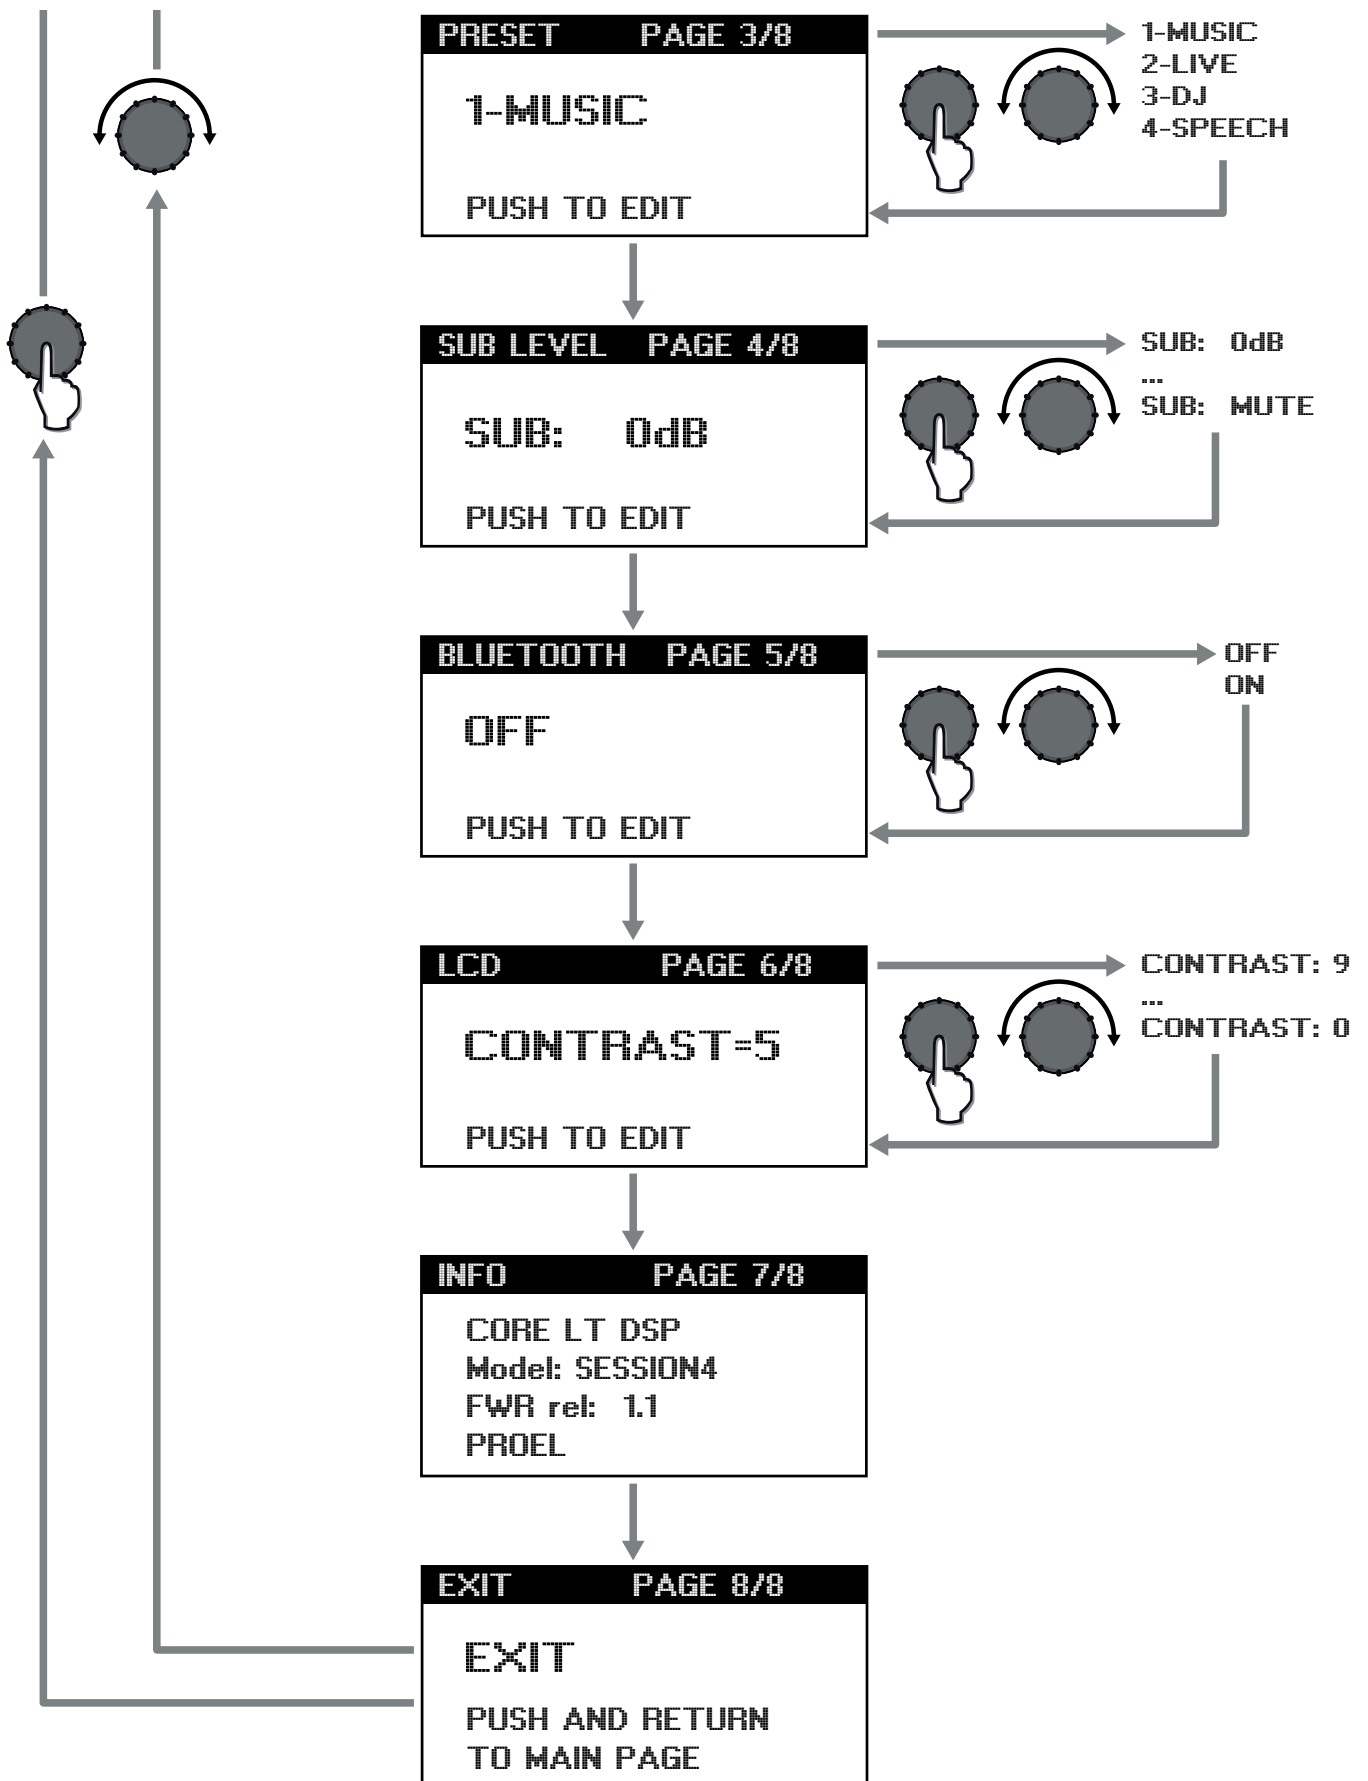 PRESET PAGE 3/8
1-MUSIC
PUSH TO EDIT
1-MUSIC
2-LIVE
3-DJ
4-SPEECH
SUB LEVEL PAGE 4/8
SUB: 0dB
PUSH TO EDIT
SUB: 0dB
...
SUB: MUTE
BLUETOOTH PAGE 5/8
OFF
PUSH TO EDIT
OFF
ON
LCD PAGE 6/8
CONTRAST=5
PUSH TO EDIT
CONTRAST: 9
...
CONTRAST: 0
INFO PAGE 7/8
CORE LT DSP
Model: SESSION4
FWR rel: 1.1
PROEL
EXIT PAGE 8/8
EXIT
PUSH AND RETURN
TO MAIN PAGE